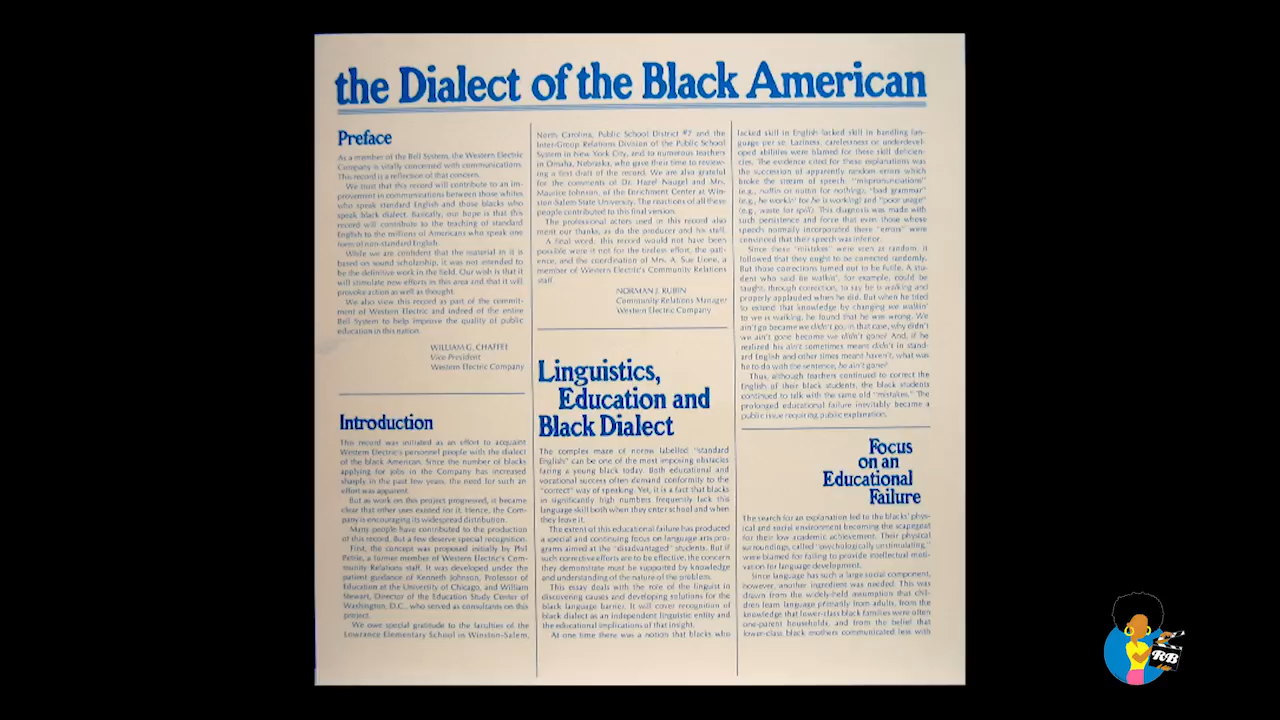 the Dialect of the Black American
Preface
As a member of the Bell System, the Western Electric
Company is vitally concerned with communications.
This record is a reflection of that concern.
We trust that this record will contribute to an im-
provement in communications between those whites
who speak standard English and those blacks who
speak black dialect. Basically, our hope is that this
record will contribute to the teaching of standard
English to the millions of Americans who speak one
form of non-standard English.
While we are confident that the material in it is
based on sound scholarship, it was not intended to
be the definitive work in the field. Our wish is that it
will stimulate new efforts in this area and that it will
provoke action as well as thought.
We also view this record as part of the commit-
ment of Western Electric and indeed of the entire
Bell System to help improve the quality of public
education in this nation.
WILLIAM G. CHAFFEE
Vice President
Western Electric Company
Introduction
This record was initiated as an effort to acquaint
Western Electric's personnel people with the dialect
of the black American. Since the number of blacks
applying for jobs in the Company has increased
sharply in the past few years, the need for such an
effort was apparent.
But as work on this project progressed, it became
clear that other uses existed for it. Hence, the Com-
pany is encouraging its widespread distribution.
Many people have contributed to the production
of this record. But a few deserve special recognition.
First, the concept was proposed initially by Phil
Petrie, a former member of Western Electric's Com-
munity Relations staff. It was developed under the
patient guidance of Kenneth Johnson, Professor of
Education at the University of Chicago, and William
Stewart, Director of the Education Study Center of
Washington, D.C., who served as consultants on this
project.
We owe special gratitude to the faculties of the
Lowrance Elementary School in Winston-Salem,
North Carolina, Public School District #7 and the
Inter-Group Relations Division of the Public School
System in New York City, and to numerous teachers
in Omaha, Nebraska, who gave their time to review-
ing a first draft of the record. We are also grateful
for the comments of Dr. Hazel Naugel and Mrs.
Maurice Johnson, of the Enrichment Center at Win-
ston-Salem State University. The reactions of all these
people contributed to this final version.
The professional actors used in this record also
merit our thanks, as do the producer and his staff.
A final word, this record would not have been
possible were it not for the tireless effort, the pati-
ence, and the coordination of Mrs. A. Sue a
member of Western Electric's Community Relations
staff.
NORMAN J. RUBIN
Community Relations Manager
Western Electric Company
Linguistics,
Education and
Black Dialect
The complex maze of norms labelled "standard
English" can be one of the most imposing obstacles
facing a young black today. Both educational and
vocational success often demand conformity to the
"correct" way of speaking. Yet, it is a fact that blacks
in significantly high numbers frequently lack this
language skill both when they enter school and when
they leave it.
The extent of this educational failure has produced
a special and continuing focus on language arts pro-
grams aimed at the "disadvantaged" students. But if
such corrective efforts are to be effective, the concern
they demonstrate must be supported by knowledge
and understanding of the nature of the problem.
This essay deals with the role of the linguist in
discovering causes and developing solutions for the
black language barrier. It will cover recognition of
black dialect as an independent linguistic entity and
the educational implications of that insight.
At one time there was a notion that blacks who
lacked skill in English lacked skill in handling lan-
guage per se. Laziness, carelessness or underdevel-
oped abilities were blamed for these skill deficien-
cies. The evidence cited for these explanations was
the succession of apparently random errors which
broke the stream of speech: "mispronunciations"
(e.g., nuffin or nuttin for nothing), "bad grammar"
(e.g., he workin' for he is working) and "poor usage"
(e.g., waste for spill). This diagnosis was made with
such persistence and force that even those whose
speech normally incorporated these "errors" were
convinced that their speech was inferior.
Since these "mistakes" were seen as random, it
followed that they ought to be corrected randomly.
But those corrections turned out to be futile. A stu-
dent who said he walkin', for example, could be
taught, through correction, to say he is walking and
properly applauded when he did. But when he tried
to extend that knowledge by changing we walkin'
to we is walking, he found that he was wrong. We
ain't go became we didn't go; in that case, why didn't
we ain't gone become we didn't gone? And, if he
realized his ain't sometimes meant didn't in stand-
ard English and other times meant haven't, what was
he to do with the sentence, he ain't gone?
Thus, although teachers continued to correct the
English of their black students, the black students
continued to talk with the same old "mistakes." The
prolonged educational failure inevitably became a
public issue requiring public explanation.
Focus
on an
Educational
Failure
The search for an explanation led to the blacks' phys-
ical and social environment becoming the scapegoat
for their low academic achievement. Their physical
surroundings, called "psychologically unstimulating,"
were blamed for failing to provide intellectual moti-
vation for language development.
Since language has such a large social component,
however, another ingredient was needed. This was
drawn from the widely-held assumption that chil-
dren learn language primarily from adults, from the
knowledge that lower-class black families were often
one-parent households, and from the belief that
lower-class black mothers communicated less with
RB